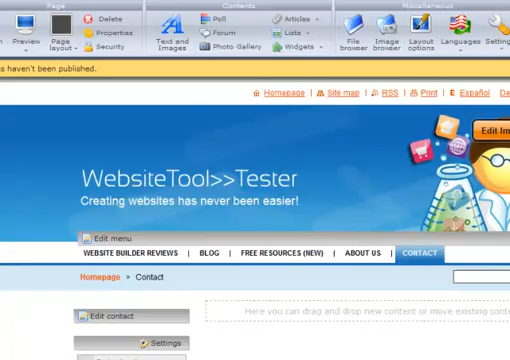 Page Contents Miscellaneous
Preview Page layout Delete Properties Security
Text and Images Poll Forum Photo Gallery Articles Lists Widgets
File browser Image browser Layout options Languages
s haven't been published.
Homepage | Site map | RSS | Print | E Español
Edit Im
WebsiteTool>>Tester
Creating websites has never been easier!
Edit menu
WEBSITE BUILDER REVIEWS | BLOG | FREE RESOURCES (NEW) | ABOUT US | CONTACT
Homepage > Contact
Edit contact
Here you can drag and drop new content or move existing conte
Settings